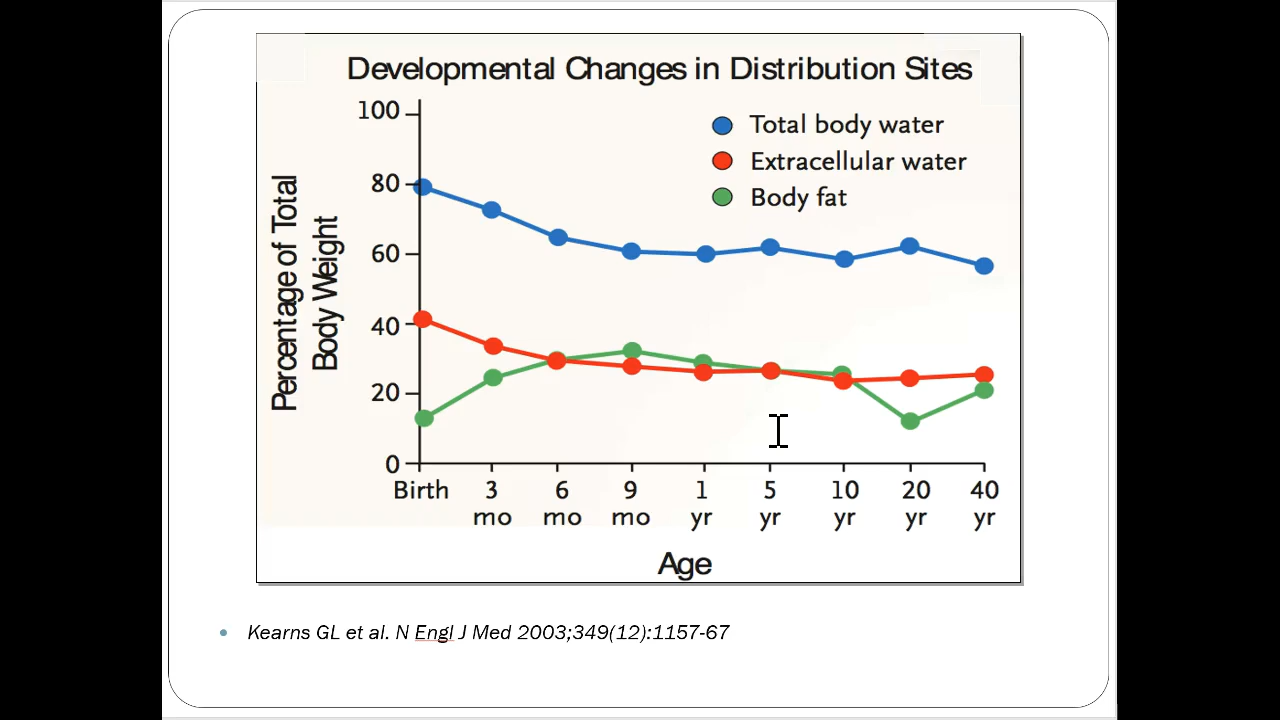 Developmental Changes in Distribution Sites
Percentage of Total
Body Weight
100
80
60
40
20
0
Total body water
Extracellular water
Body fat
Birth 3 6 9 1 5 10 20 40
mo mo mo yr yr yr yr yr
Age
• Kearns GL et al. N Engl J Med 2003;349(12):1157-67